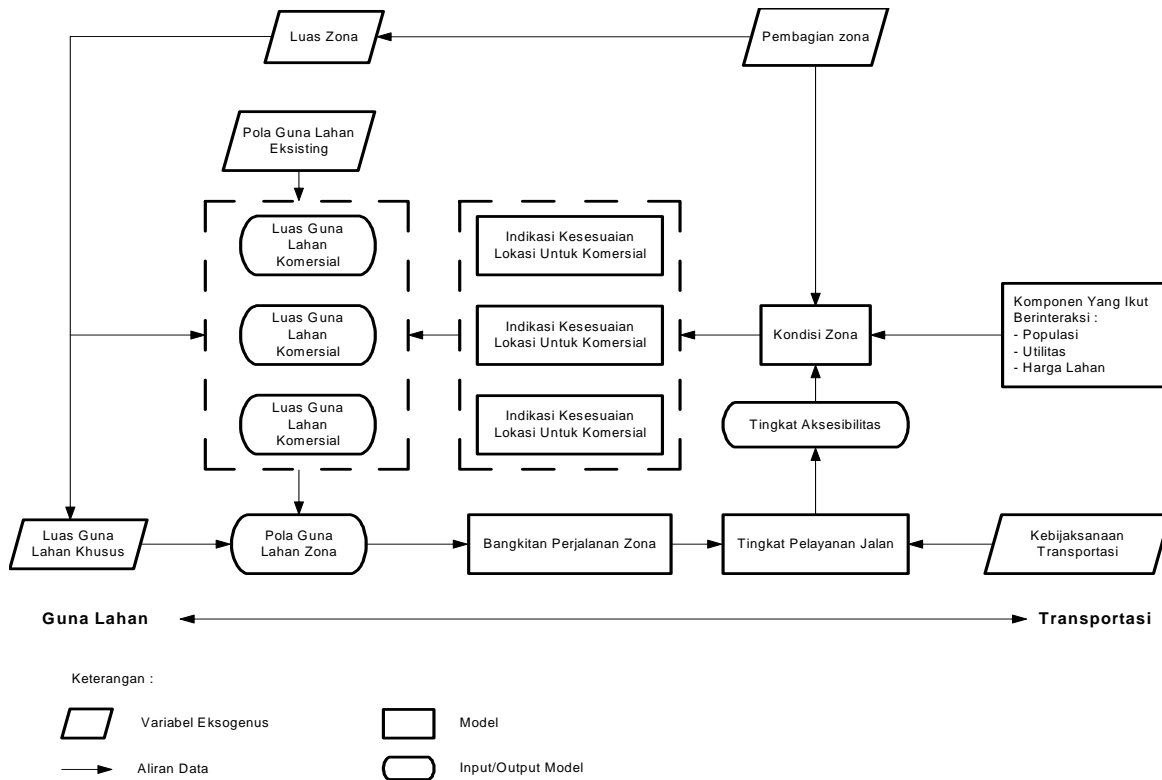 Luas Zona
Pembagian zona
Pola Guna Lahan
Eksisting
Luas Guna
Lahan
Komersial
Indikasi Kesesuaian
Lokasi Untuk Komersial
Luas Guna
Lahan
Komersial
Indikasi Kesesuaian
Lokasi Untuk Komersial
Kondisi Zona
Komponen Yang Ikut
Berinteraksi :
- Populasi
- Utilitas
- Harga Lahan
Luas Guna
Lahan
Komersial
Indikasi Kesesuaian
Lokasi Untuk Komersial
Tingkat Aksesibilitas
Luas Guna
Lahan Khusus
Pola Guna
Lahan Zona
Bangkitan Perjalanan Zona
Tingkat Pelayanan Jalan
Kebijaksanaan
Transportasi
Guna Lahan
Transportasi
Keterangan :
Variabel Eksogenus
Model
Aliran Data
Input/Output Model